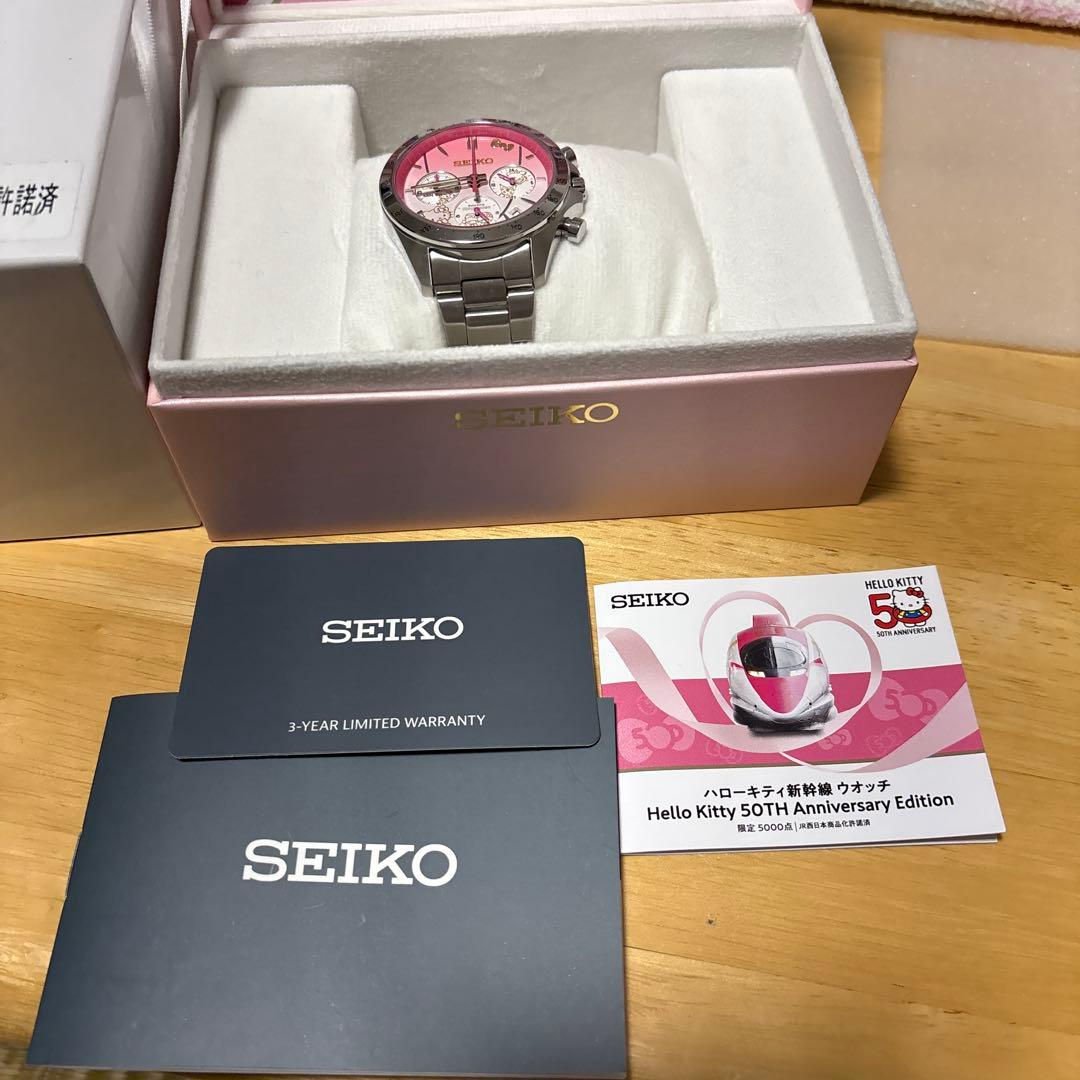 許諾済
SEIKO
SEIKO
SEIKO
3-YEAR LIMITED WARRANTY
SEIKO
SEIKO
HELLO KITTY
50
50TH ANNIVERSARY
ハローキティ新幹線 ウオッチ
Hello Kitty 50TH Anniversary Edition
限定 5000点 | JR西日本商品化許諾済